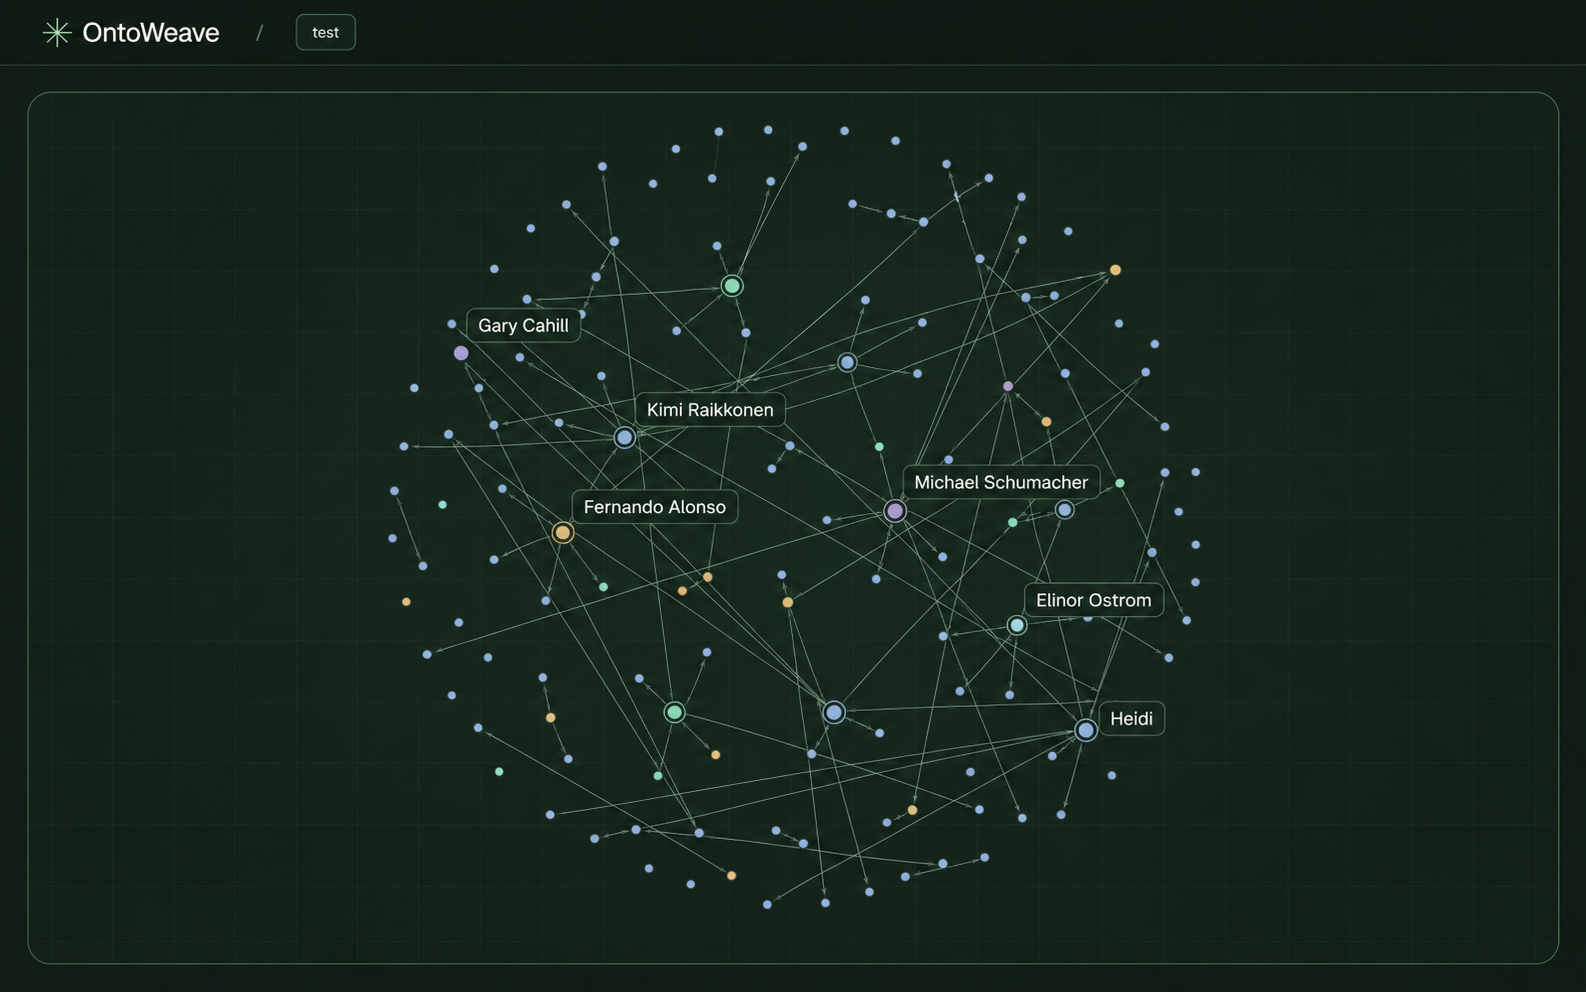 OntoWeave / test
Gary Cahill
Kimi Raikkonen
Michael Schumacher
Fernando Alonso
Elinor Ostrom
Heidi